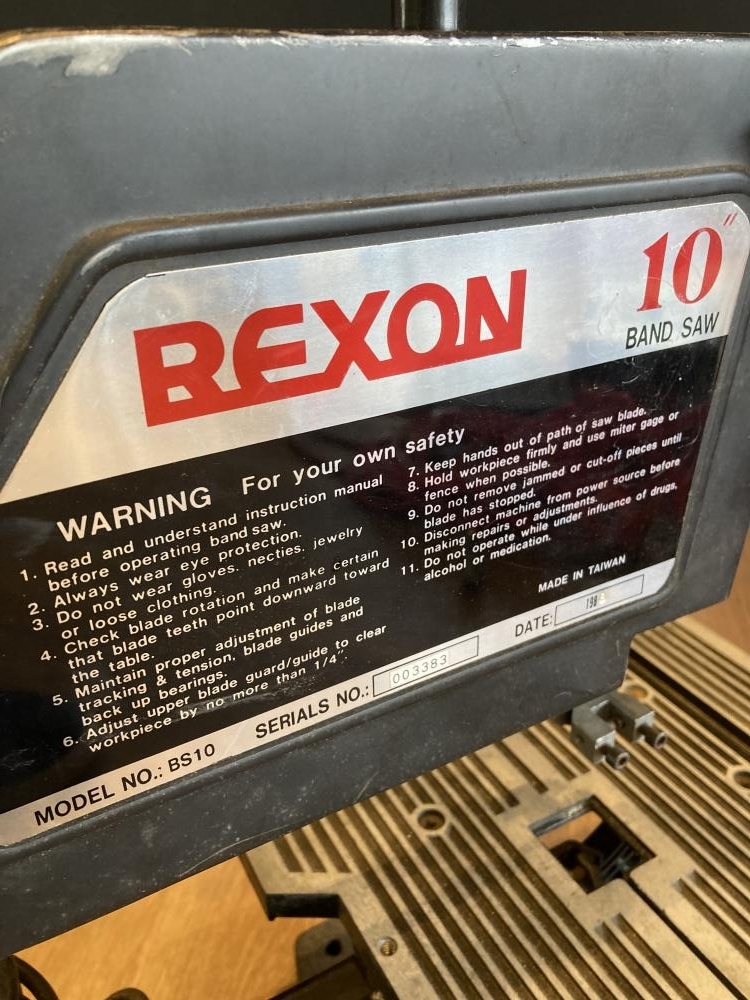 REXON
10"
BAND SAW
WARNING For your own safety
1. Read and understand instruction manual
before operating band saw.
2. Always wear eye protection.
3. Do not wear gloves, necties, jewelry
or loose clothing.
4. Check blade rotation and make certain
that blade teeth point downward toward
the table.
5. Maintain proper adjustment of blade
tracking & tension, blade guides and
back up bearings.
6. Adjust upper blade guard/guide to clear
workpiece by no more than 1/4".
7. Keep hands out of path of saw blade.
8. Hold workpiece firmly and use miter gage or
fence when possible.
9. Do not remove jammed or cut-off pieces until
blade has stopped.
10. Disconnect machine from power source before
making repairs or adjustments.
11. Do not operate while under influence of drugs,
alcohol or medication.
MADE IN TAIWAN
MODEL NO.: BS10 SERIALS NO.: 003383 DATE: